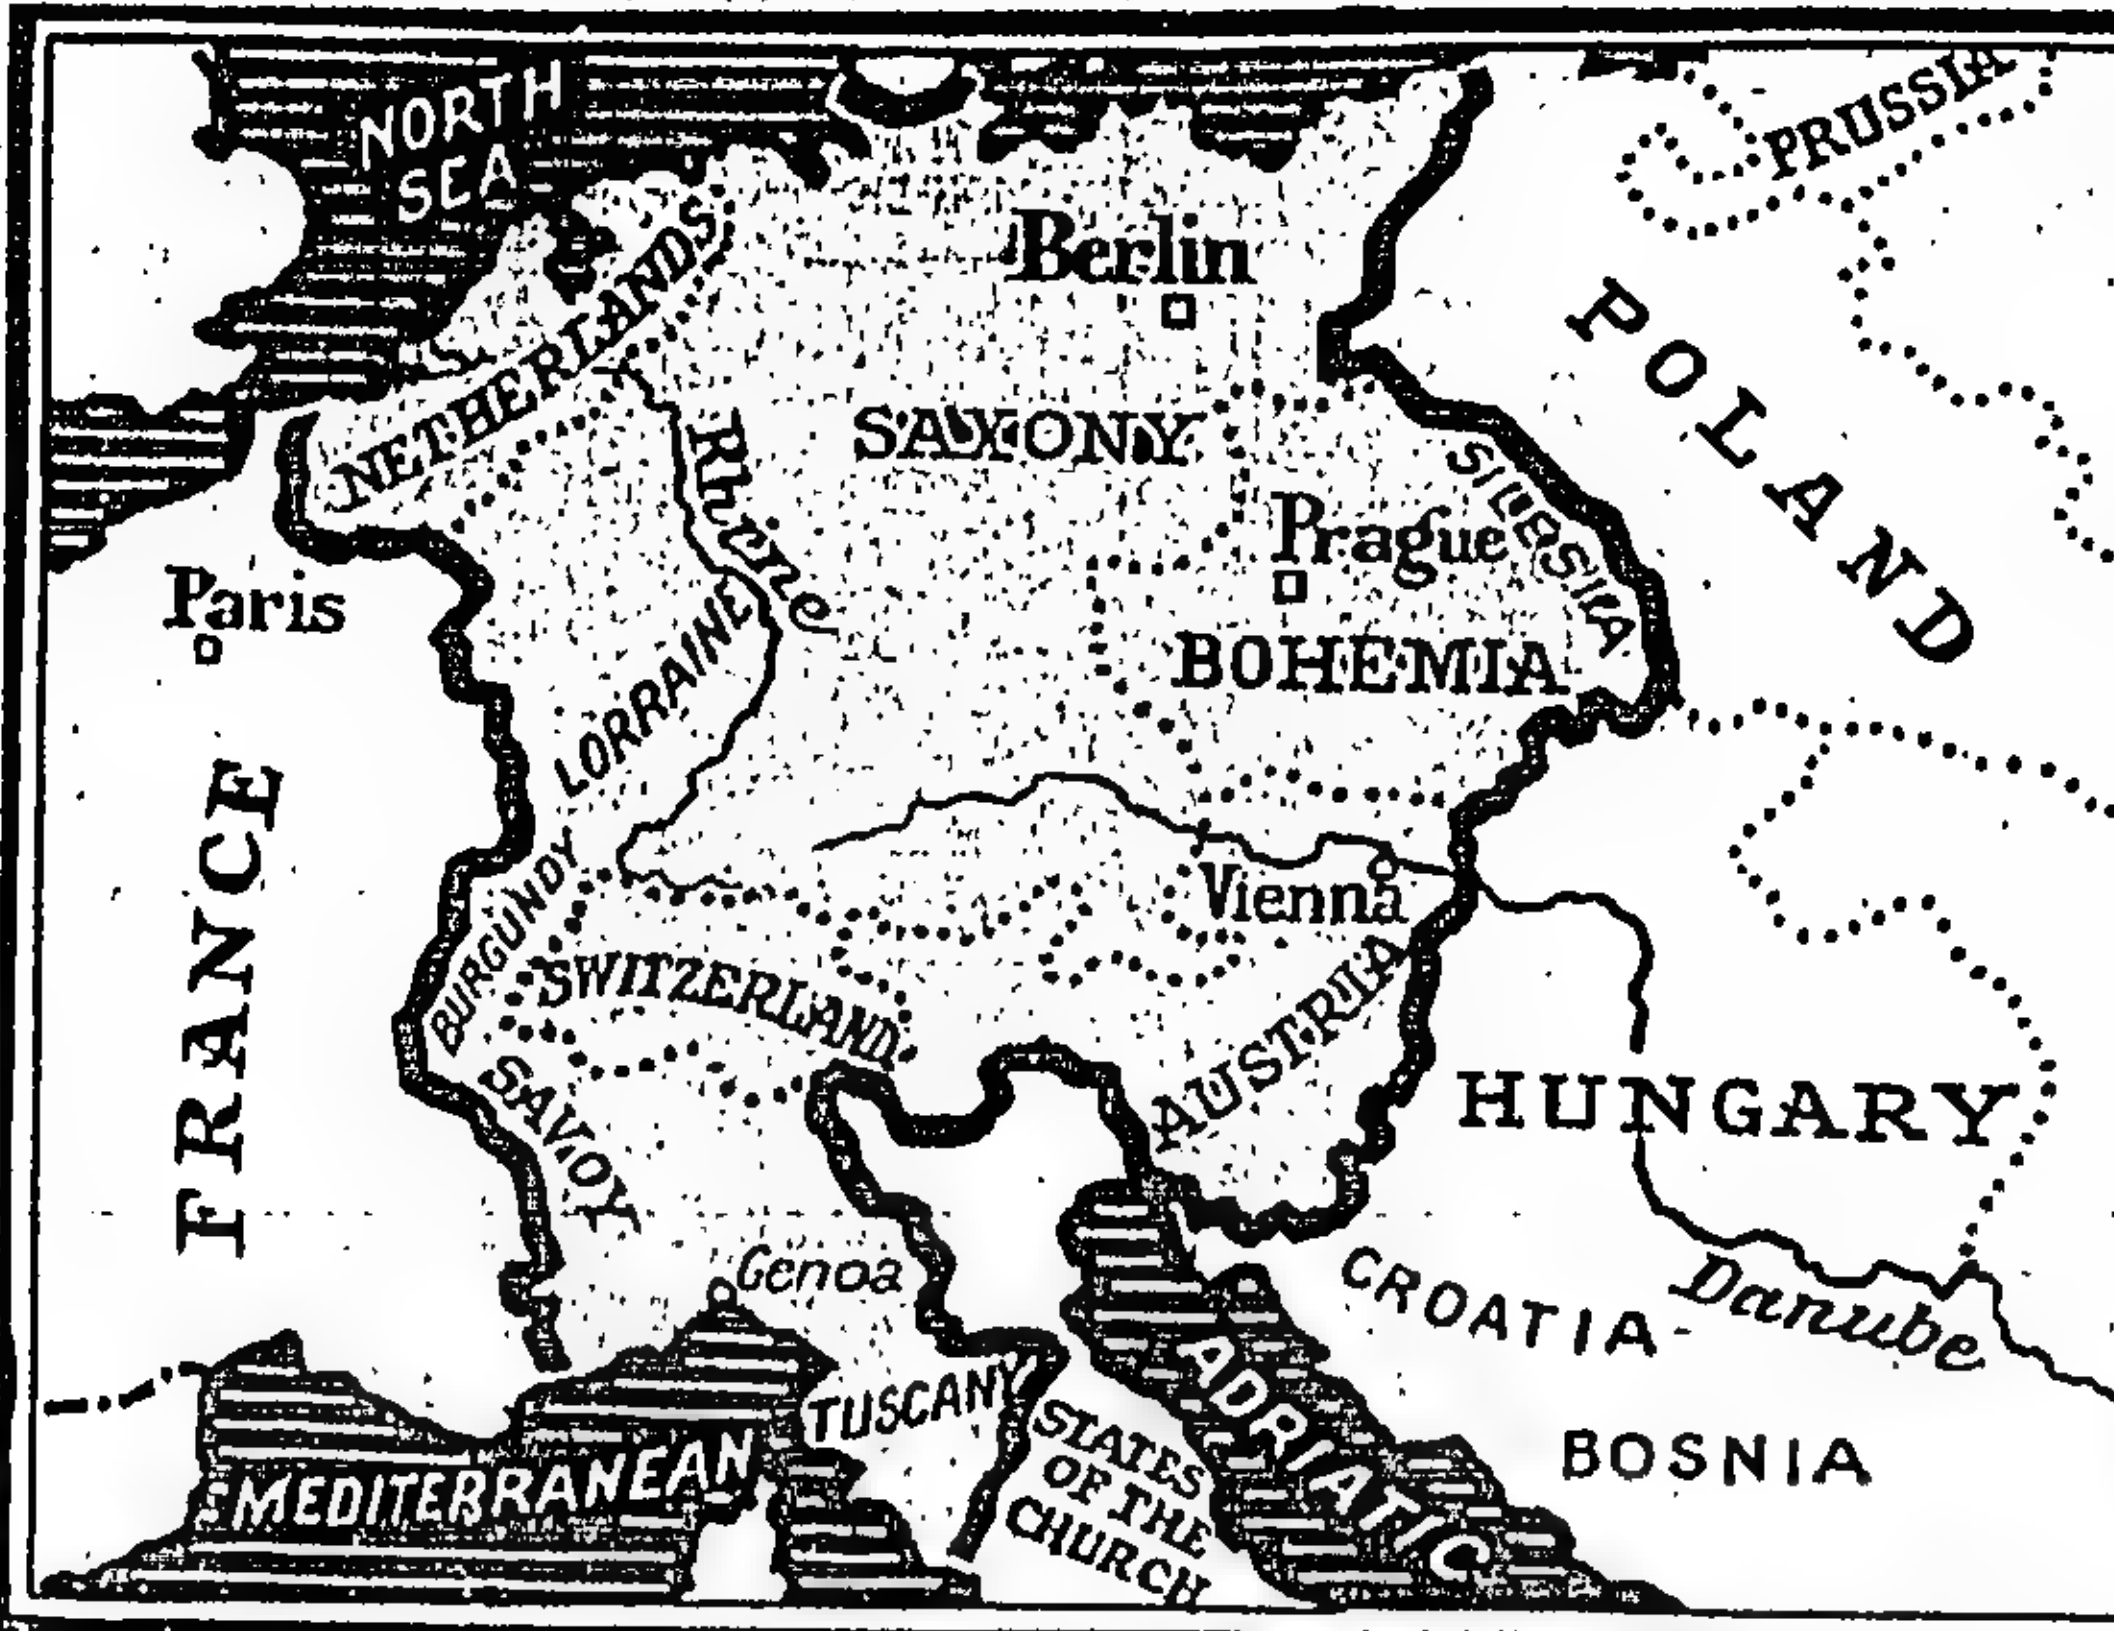 NORTH
SEA
PRUSSIA
Berlin
NETHERLANDS
POLAND
Rhine
SAXONY
SILESIA
Prague
Paris
BOHEMIA
LORRAINE
FRANCE
BURGUNDY
Vienna
SWITZERLAND
AUSTRIA
SAVOY
HUNGARY
Genoa
CROATIA
Danube
TUSCANY
ADRIATIC
STATES
OF THE
CHURCH
BOSNIA
MEDITERRANEAN